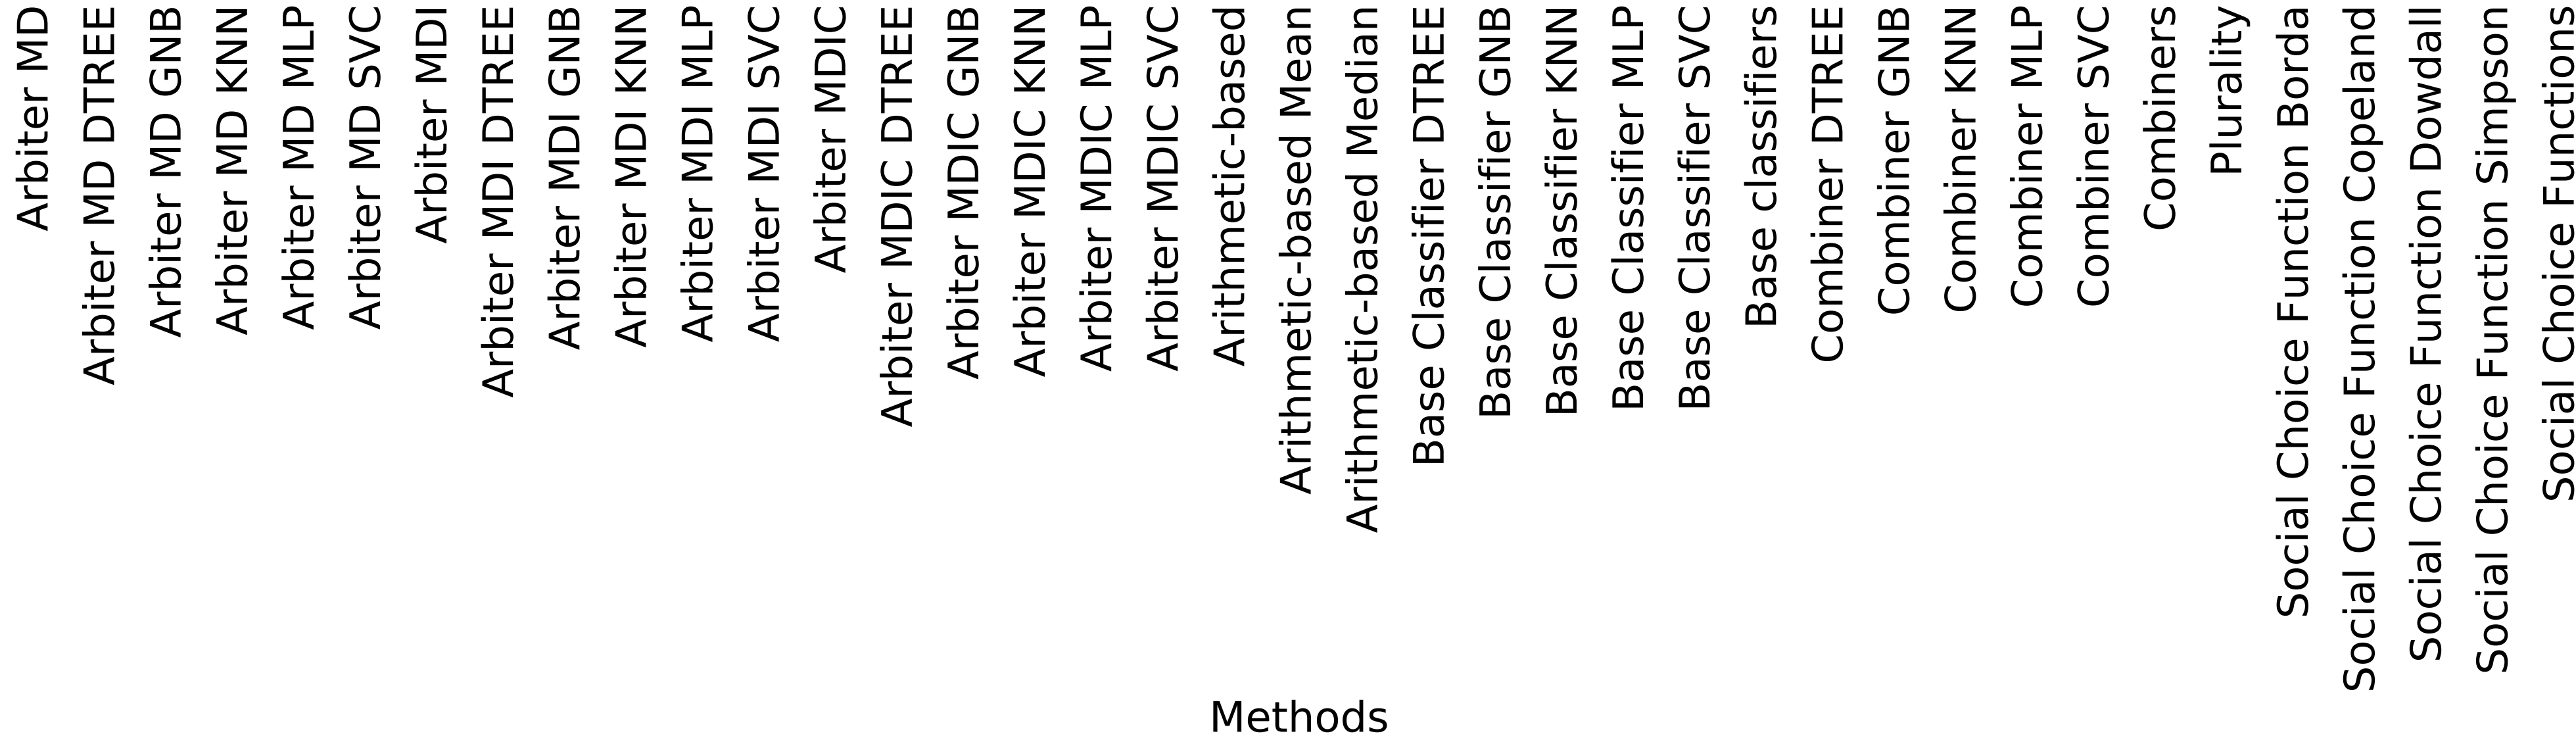 Arbiter MD
Arbiter MD DTREE
Arbiter MD GNB
Arbiter MD KNN
Arbiter MD MLP
Arbiter MD SVC
Arbiter MDI
Arbiter MDI DTREE
Arbiter MDI GNB
Arbiter MDI KNN
Arbiter MDI MLP
Arbiter MDI SVC
Arbiter MDIC
Arbiter MDIC DTREE
Arbiter MDIC GNB
Arbiter MDIC KNN
Arbiter MDIC MLP
Arbiter MDIC SVC
Arithmetic-based
Arithmetic-based Mean
Arithmetic-based Median
Base Classifier DTREE
Base Classifier GNB
Base Classifier KNN
Base Classifier MLP
Base Classifier SVC
Base classifiers
Combiner DTREE
Combiner GNB
Combiner KNN
Combiner MLP
Combiner SVC
Combiners
Plurality
Social Choice Function Borda
Social Choice Function Copeland
Social Choice Function Dowdall
Social Choice Function Simpson
Social Choice Functions
Methods